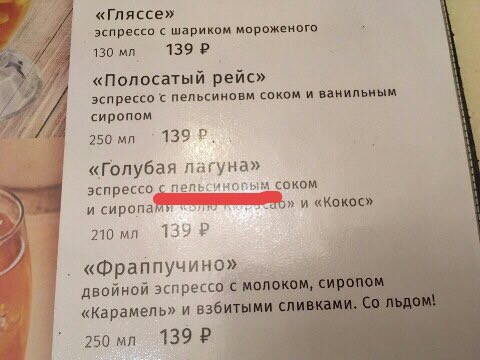 «Гляссе»
эспрессо с шариком мороженого
130 мл 139 ₽
«Полосатый рейс»
эспрессо с пельсиновм соком и ванильным
сиропом
250 мл 139 ₽
«Голубая лагуна»
эспрессо с пельсиновым соком
и сиропами «Блю Кюрасао» и «Кокос»
210 мл 139 ₽
«Фраппучино»
двойной эспрессо с молоком, сиропом
«Карамель» и взбитыми сливками. Со льдом!
250 мл 139 ₽